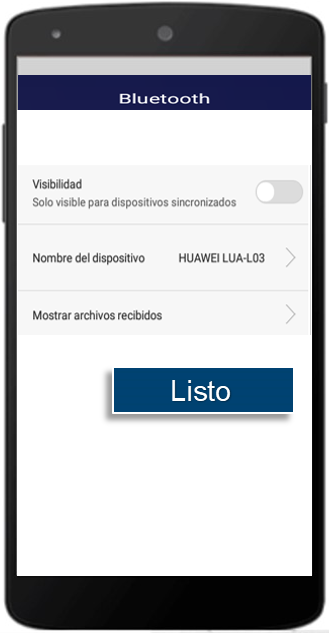 Bluetooth
Visibilidad
Solo visible para dispositivos sincronizados
Nombre del dispositivo HUAWEI LUA-L03
Mostrar archivos recibidos
Listo